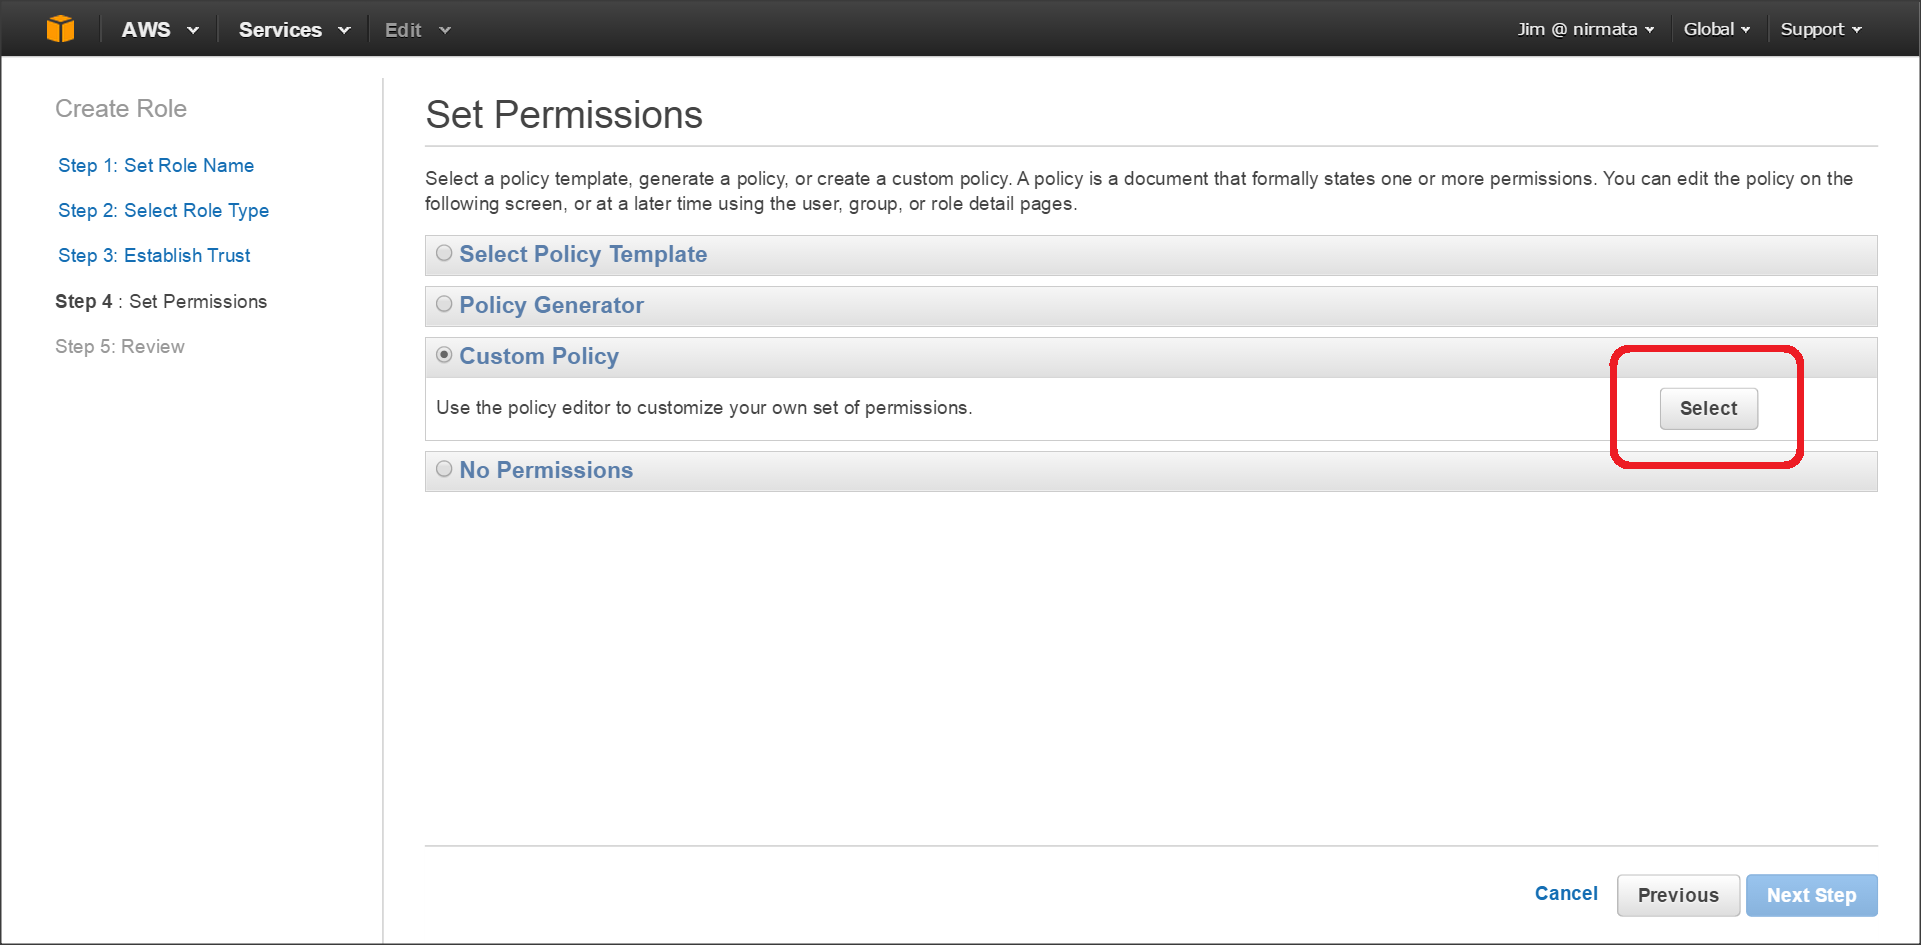 AWS Services Edit Jim @ nirmata Global Support
Create Role
Step 1: Set Role Name
Step 2: Select Role Type
Step 3: Establish Trust
Step 4 : Set Permissions
Step 5: Review
Set Permissions
Select a policy template, generate a policy, or create a custom policy. A policy is a document that formally states one or more permissions. You can edit the policy on the
following screen, or at a later time using the user, group, or role detail pages.
Select Policy Template
Policy Generator
Custom Policy
Use the policy editor to customize your own set of permissions.
Select
No Permissions
Cancel Previous Next Step